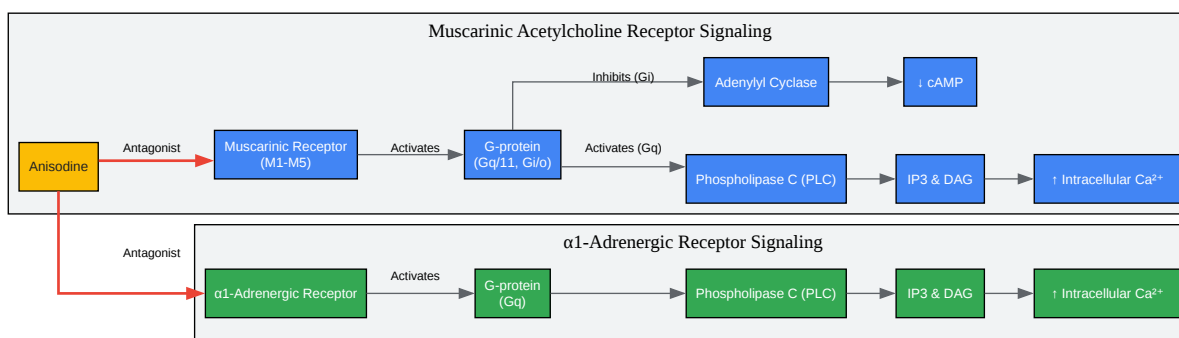 Muscarinic Acetylcholine Receptor Signaling
Inhibits (Gi)
Adenylyl Cyclase
↓ cAMP
Anisodine
Antagonist
Muscarinic Receptor
(M1-M5)
Activates
G-protein
(Gq/11, Gi/o)
Activates (Gq)
Phospholipase C (PLC)
IP3 & DAG
↑ Intracellular Ca²⁺
α1-Adrenergic Receptor Signaling
Antagonist
α1-Adrenergic Receptor
Activates
G-protein
(Gq)
Phospholipase C (PLC)
IP3 & DAG
↑ Intracellular Ca²⁺